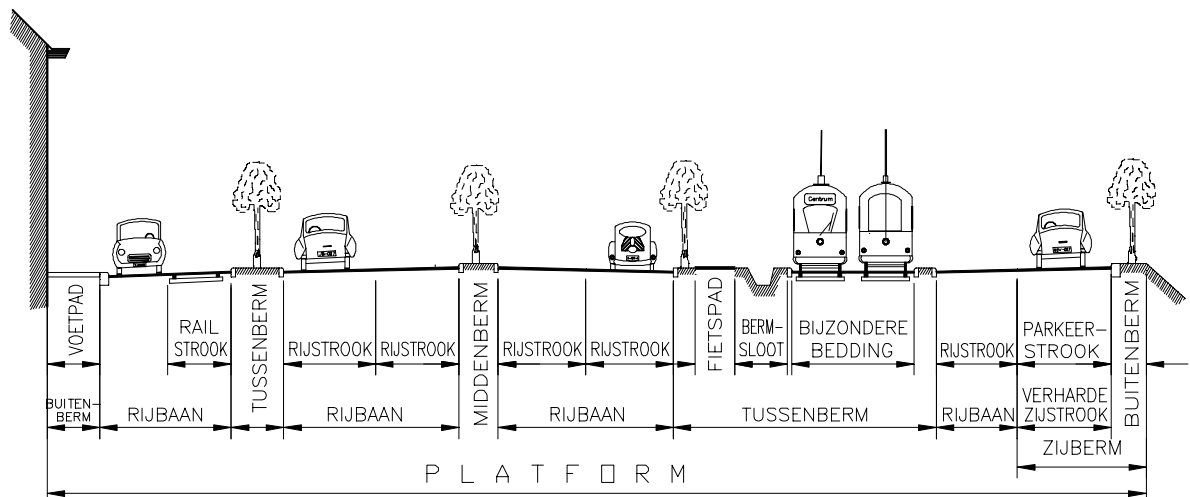 Centrum
VOETPAD
RAIL
STROOK
TUSSENBERM
RIJSTROOK
RIJSTROOK
MIDDENBERM
RIJSTROOK
RIJSTROOK
FIETSPAD
BERM-
SLOOT
BIJZONDERE
BEDDING
RIJSTROOK
PARKEER-
STROOK
BUITENBERM
BUITEN-
BERM
RIJBAAN
RIJBAAN
RIJBAAN
TUSSENBERM
RIJBAAN
VERHARDE
ZIJSTROOK
ZIJBERM
PLATFORM